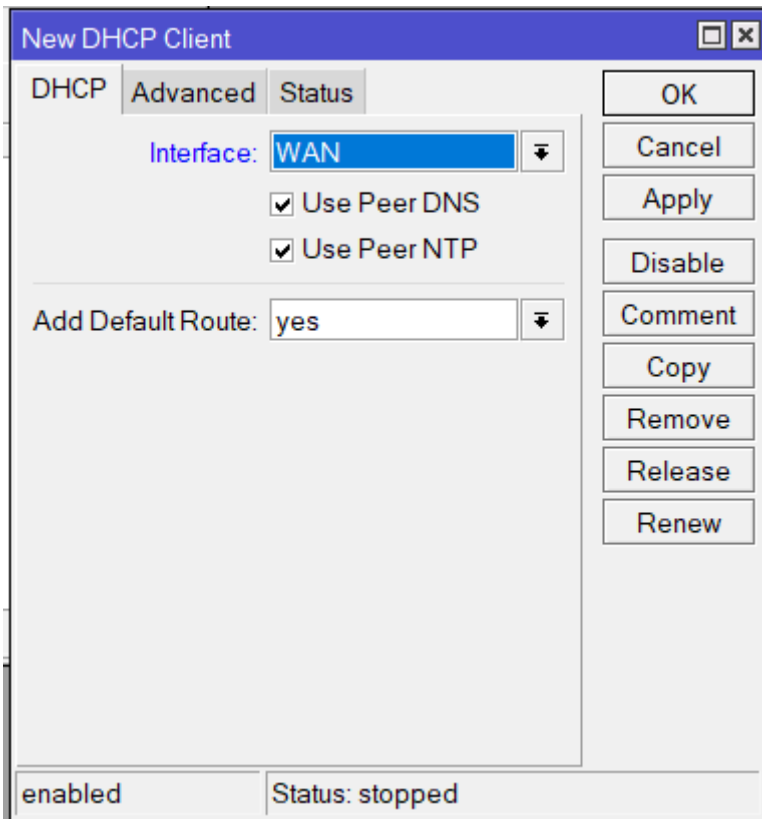 New DHCP Client
DHCP Advanced Status
Interface: WAN
Use Peer DNS
Use Peer NTP
Add Default Route: yes
OK
Cancel
Apply
Disable
Comment
Copy
Remove
Release
Renew
enabled Status: stopped